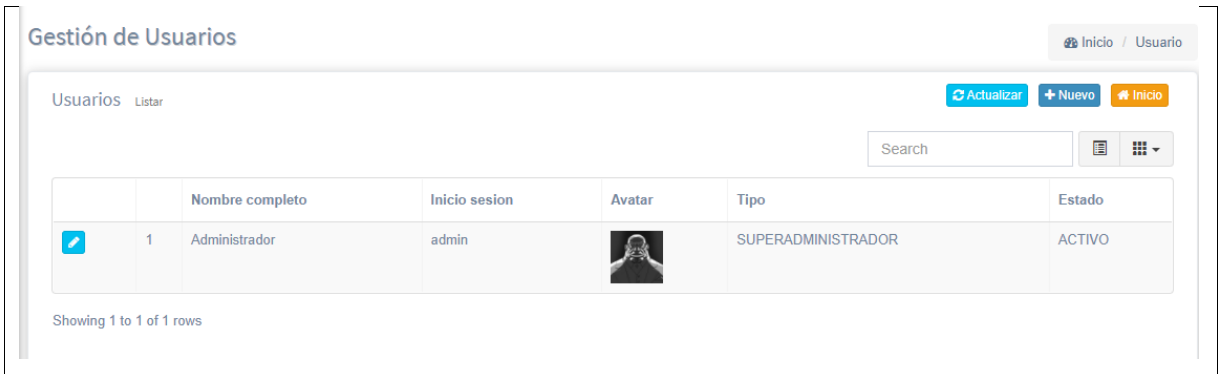 Gestión de Usuarios
Inicio / Usuario
Usuarios Listar
Actualizar Nuevo Inicio
Search
Nombre completo Inicio sesion Avatar Tipo Estado
1 Administrador admin SUPERADMINISTRADOR ACTIVO
Showing 1 to 1 of 1 rows